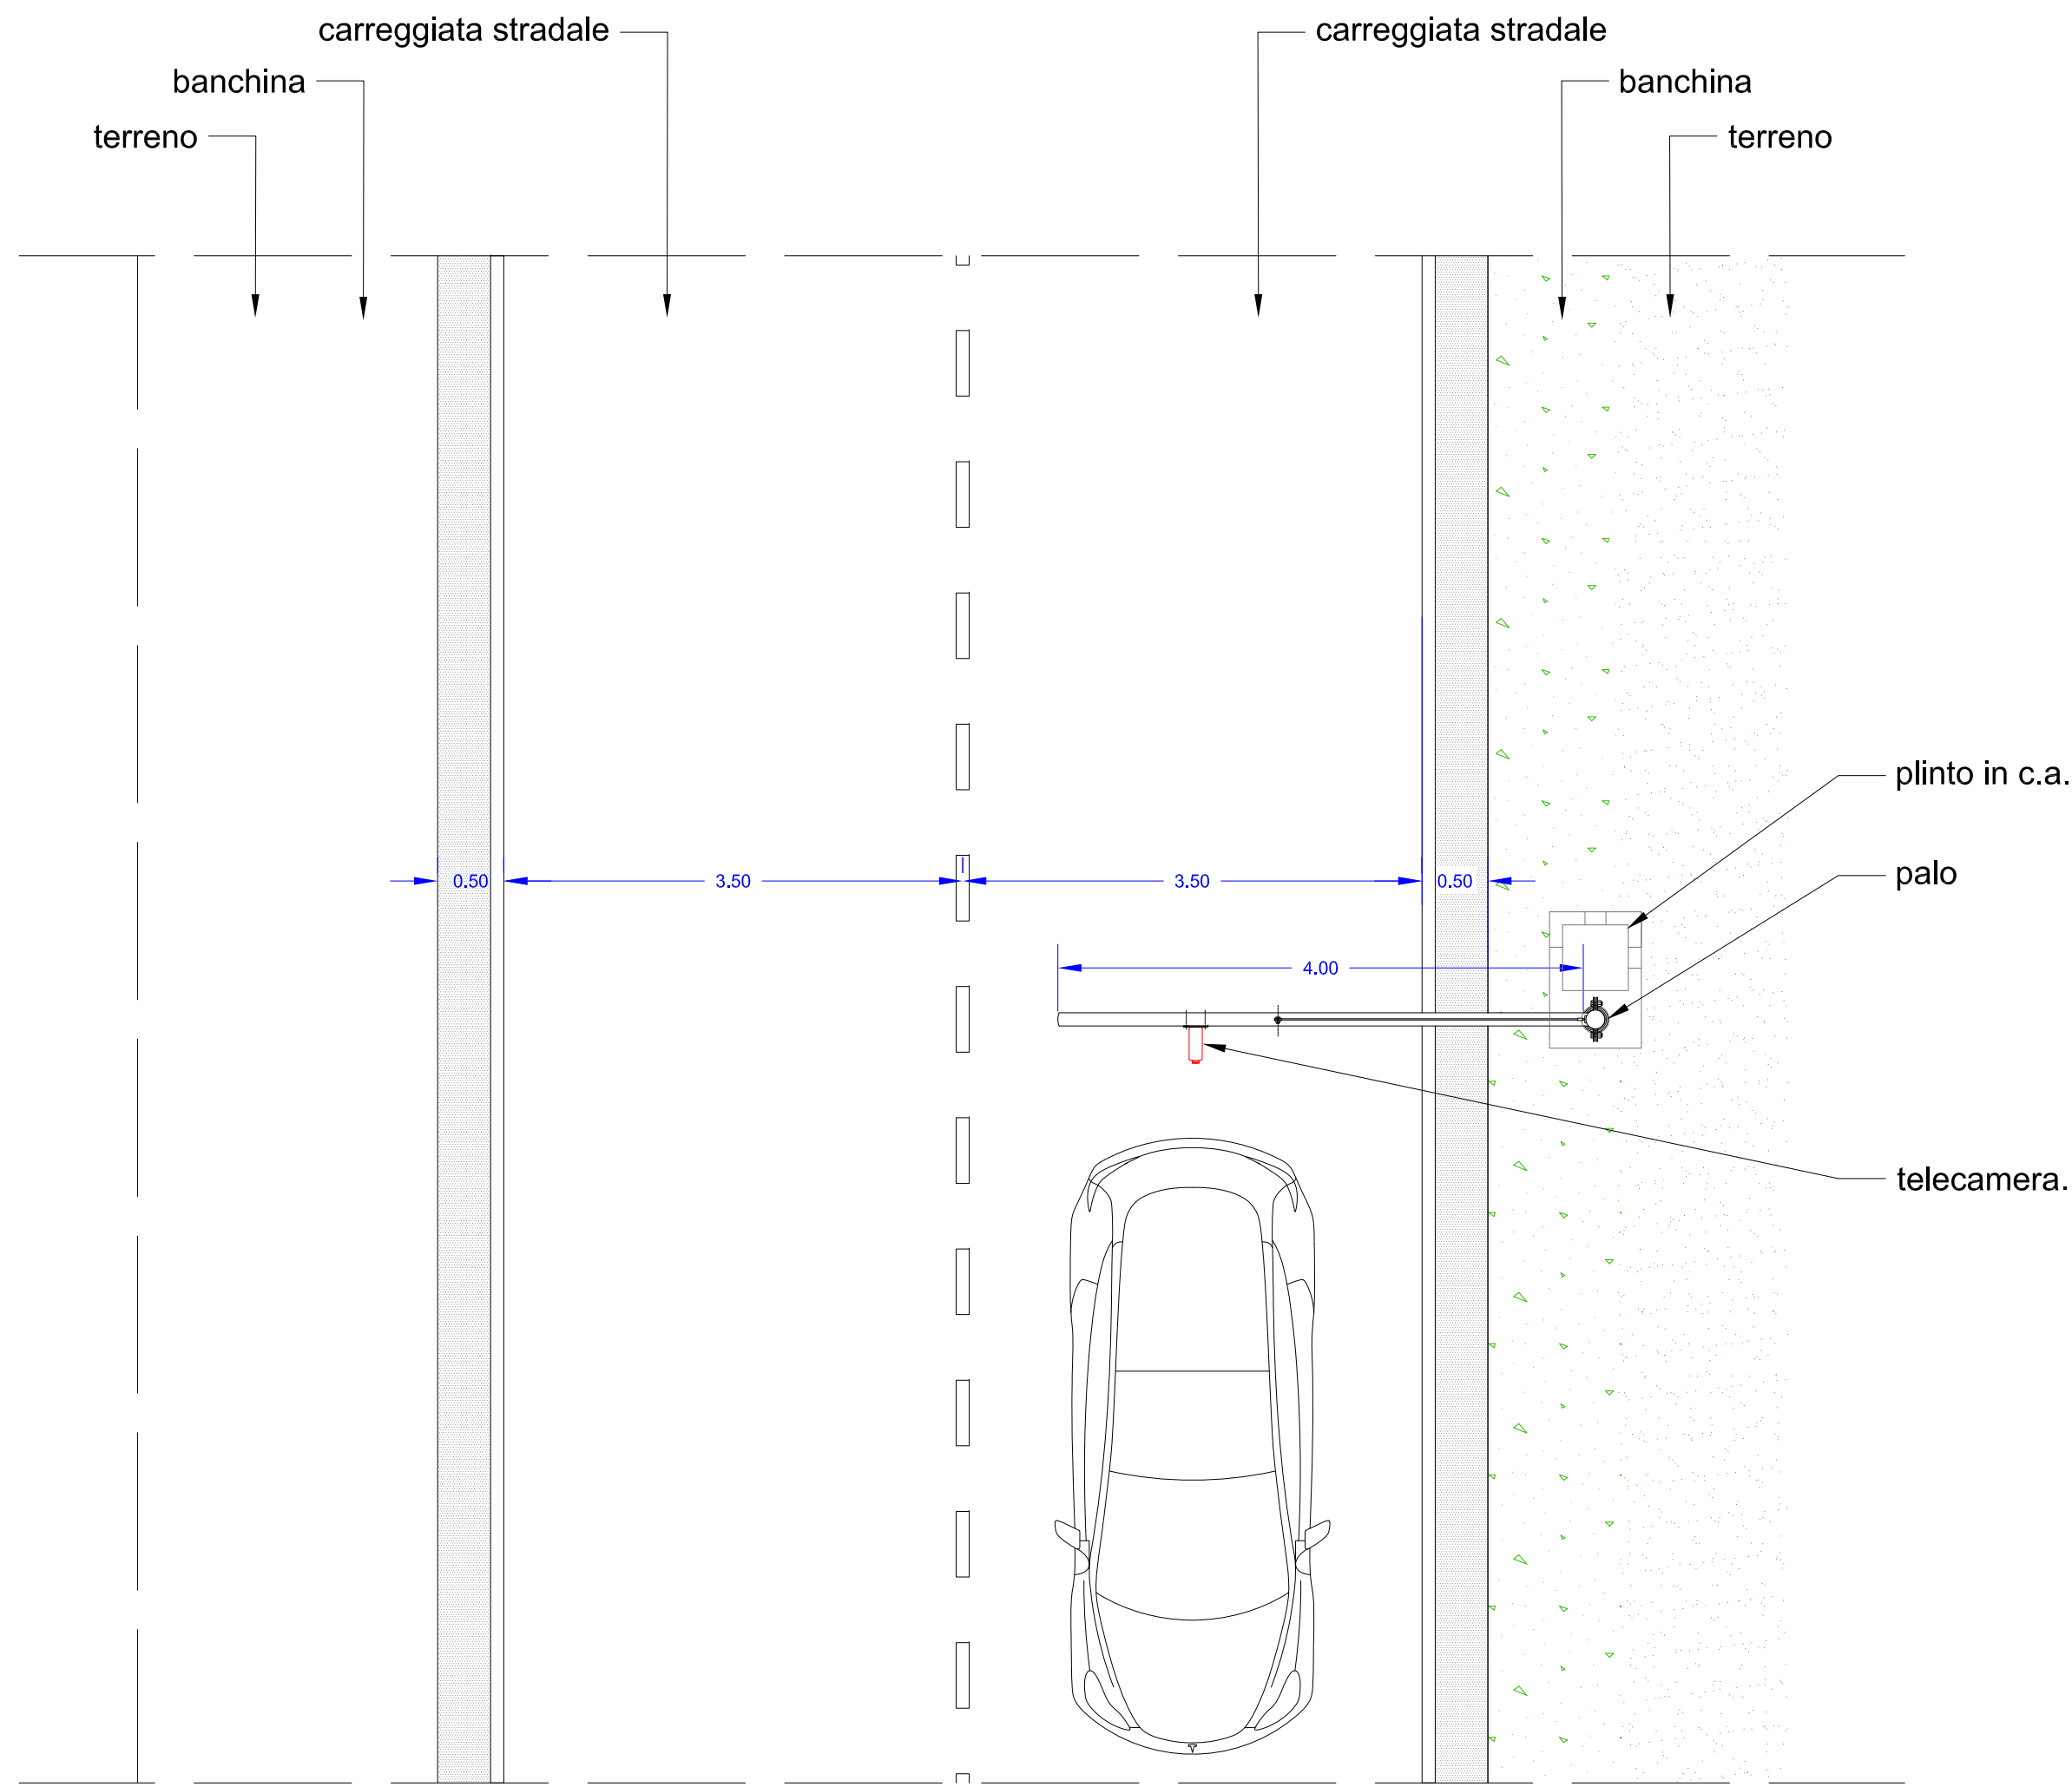 carreggiata stradale
carreggiata stradale
banchina
banchina
terreno
terreno
plinto in c.a.
palo
0.50
3.50
3.50
0.50
4.00
telecamera.